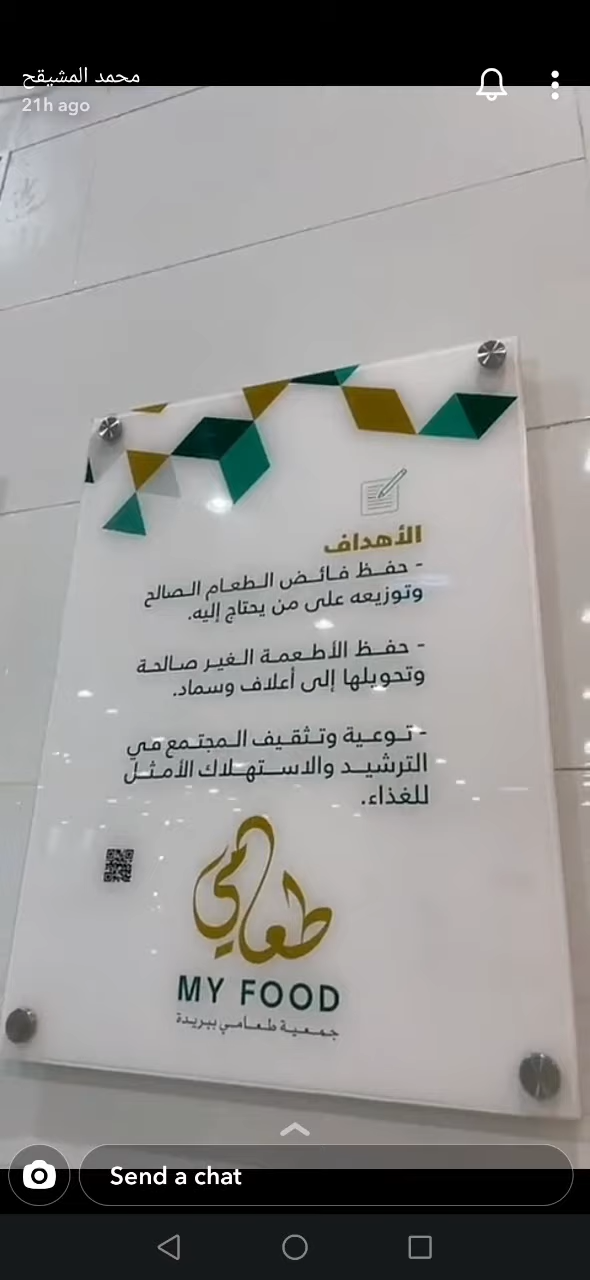 محمد المشيقح
21h ago
الأهداف
- حفظ فائض الطعام الصالح
وتوزيعه على من يحتاج إليه.
- حفظ الأطعمة الغير صالحة
وتحويلها إلى أعلاف وسماد.
- توعية وتثقيف المجتمع في
الترشيد والاستهلاك الأمثل
للغذاء.
طعامي
MY FOOD
جمعية طعامي ببريدة
Send a chat